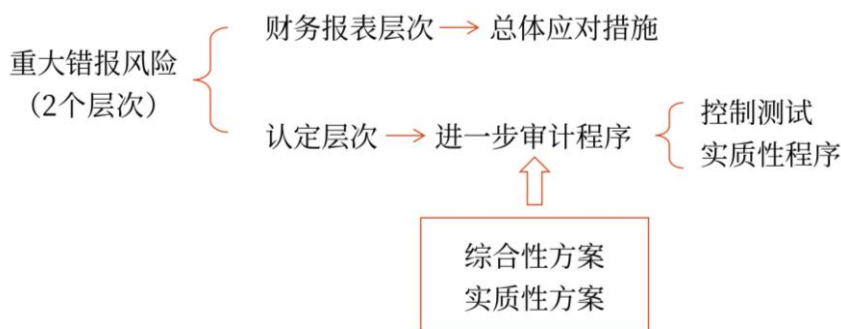 财务报表层次 → 总体应对措施
重大错报风险
（2个层次）
认定层次 → 进一步审计程序
控制测试
实质性程序
综合性方案
实质性方案